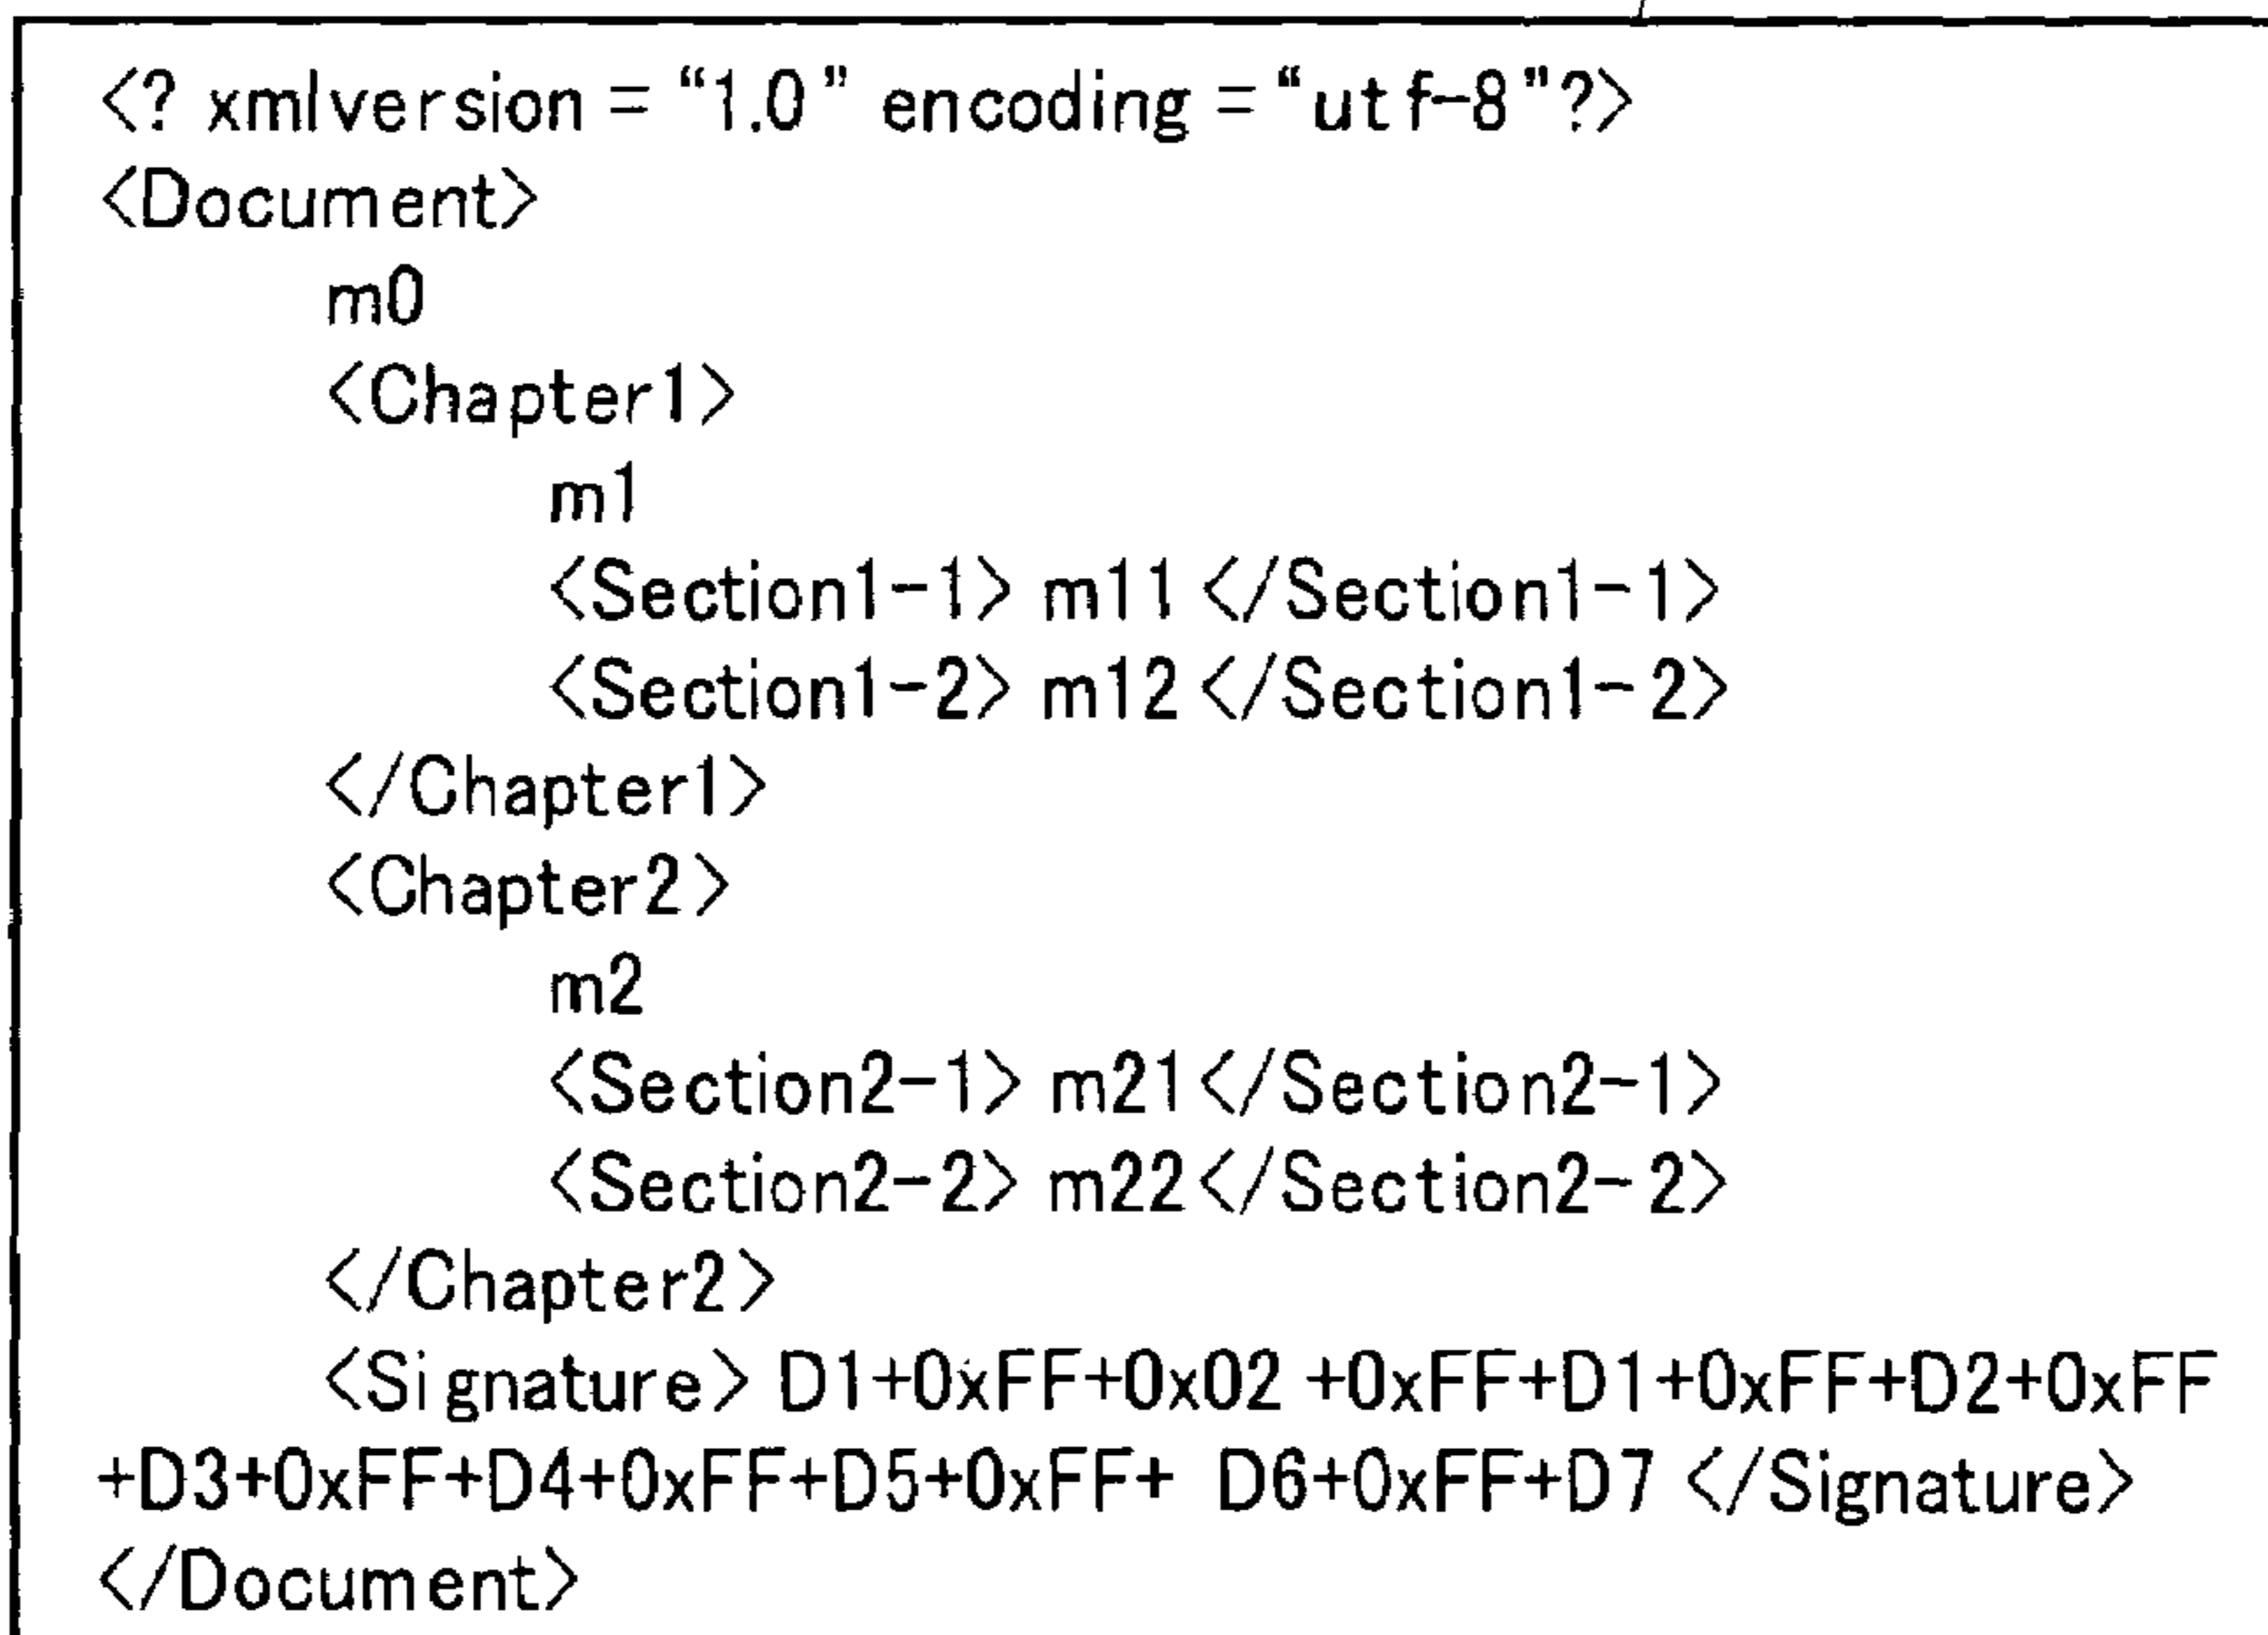 <? xmlversion = “1.0” encoding = “utf-8”?>
<Document>
m0
<Chapter1>
m1
<Section1-1> m11 </Section1-1>
<Section1-2> m12 </Section1-2>
</Chapter1>
<Chapter2>
m2
<Section2-1> m21 </Section2-1>
<Section2-2> m22 </Section2-2>
</Chapter2>
<Signature> D1+0xFF+0x02 +0xFF+D1+0xFF+D2+0xFF
+D3+0xFF+D4+0xFF+D5+0xFF+ D6+0xFF+D7 </Signature>
</Document>